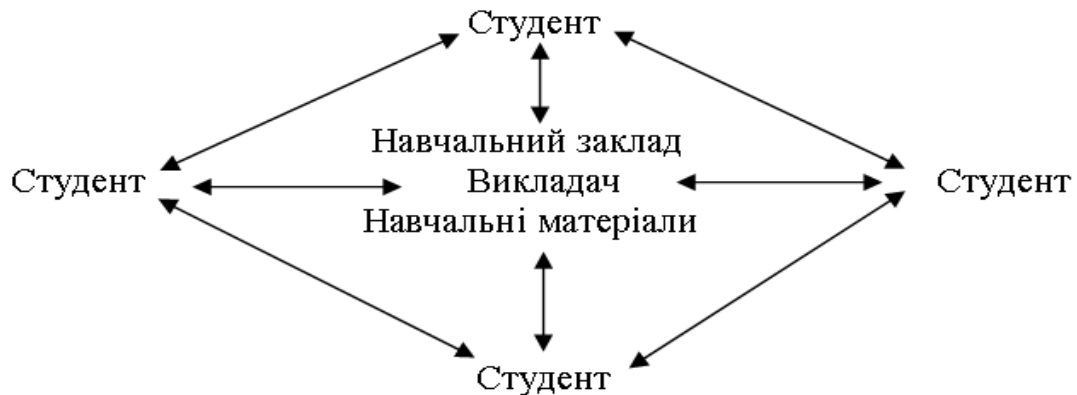 Студент
Навчальний заклад
Студент
Викладач
Студент
Навчальні матеріали
Студент